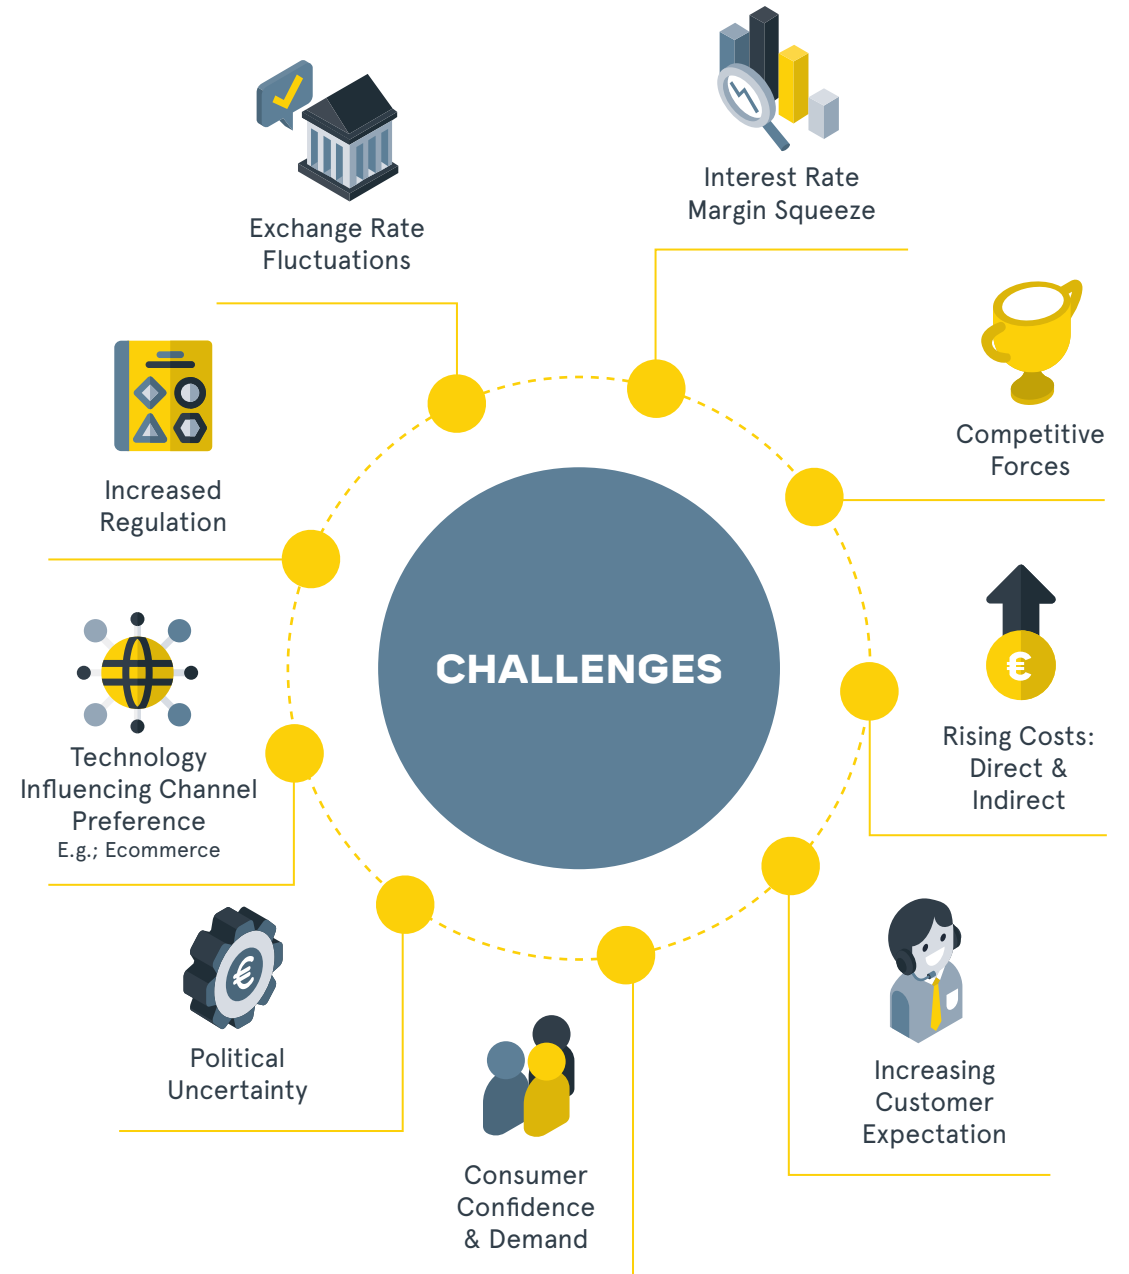 Interest Rate
Margin Squeeze
Exchange Rate
Fluctuations
Competitive
Forces
Increased
Regulation
CHALLENGES
€
Rising Costs:
Direct &
Indirect
Technology
Influencing Channel
Preference
E.g.; Ecommerce
€
Political
Uncertainty
Increasing
Customer
Expectation
Consumer
Confidence
& Demand